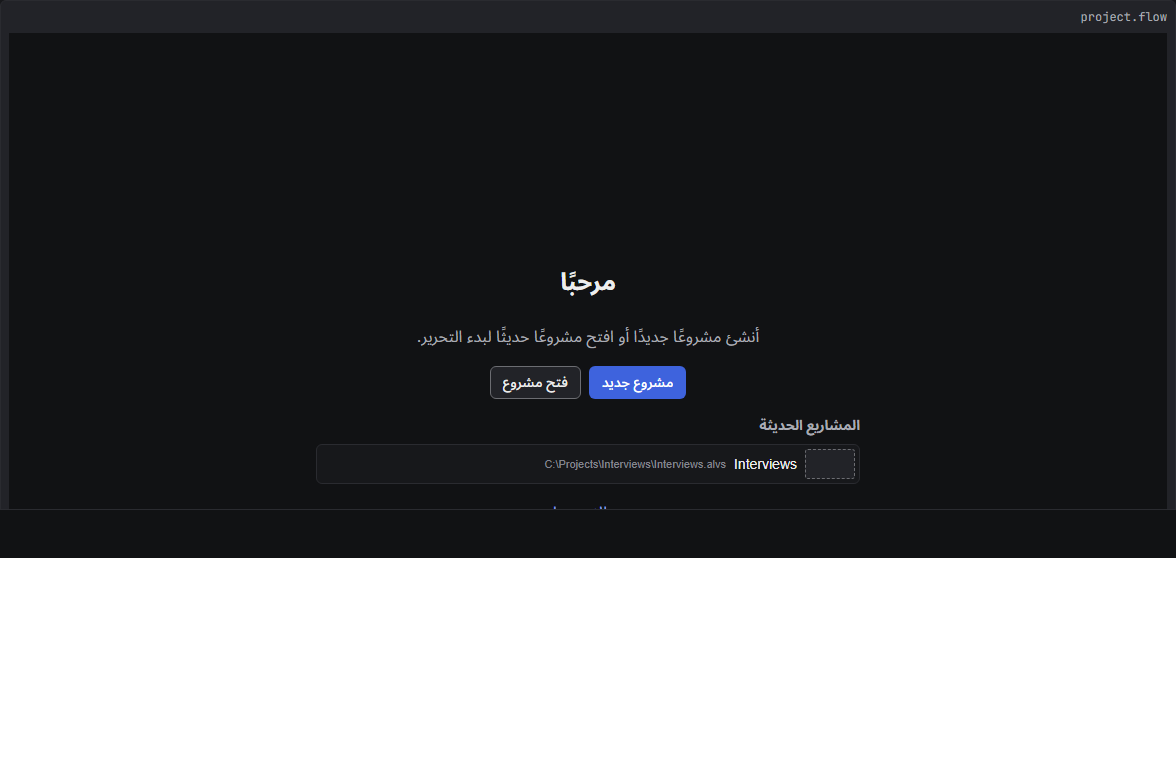 project.flow
مرحبًا
أنشئ مشروعًا جديدًا أو افتح مشروعًا حديثًا لبدء التحرير.
مشروع جديد فتح مشروع
المشاريع الحديثة
Interviews C:\Projects\Interviews\Interviews.alvs